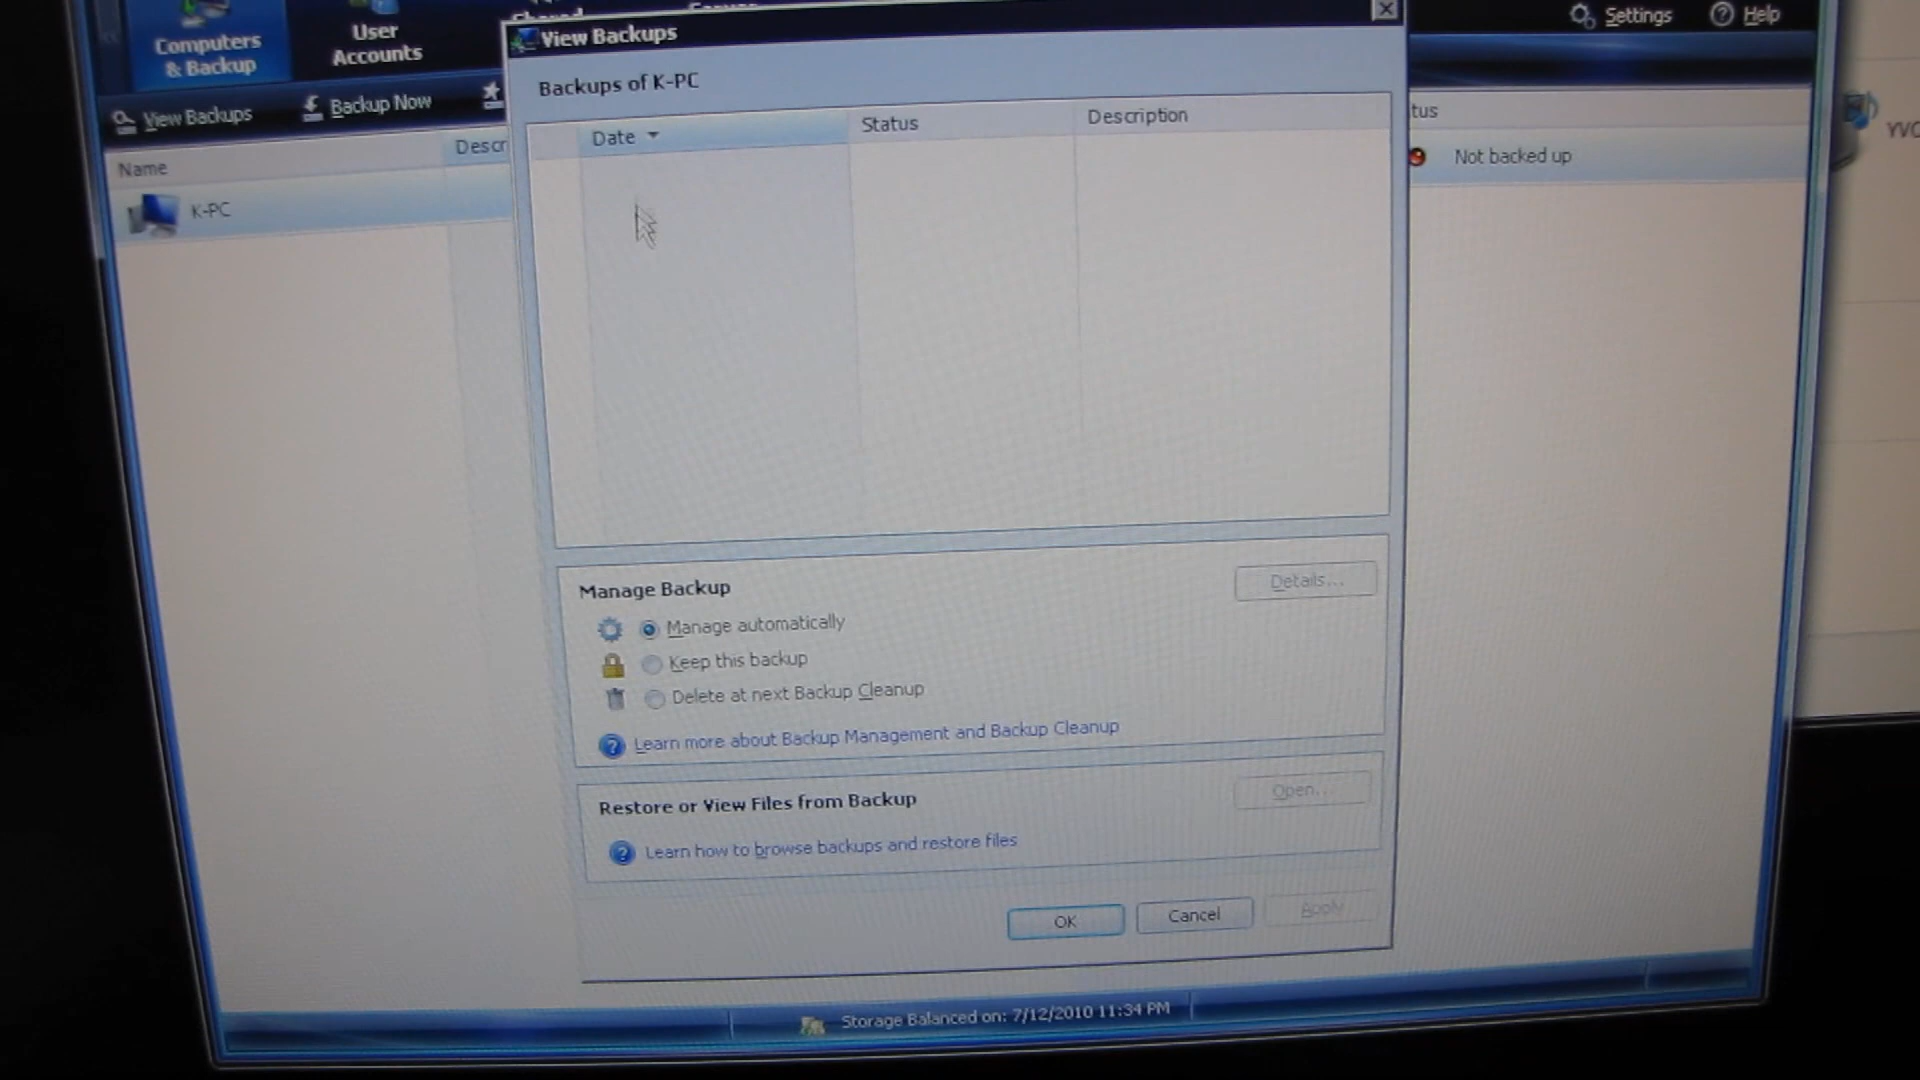 Computers
& Backup
User
Accounts
Shared
Settings
Help
View Backups
Backup Now
View Backups
Backups of K-PC
Name
Descr
Date
Status
Description
tus
K-PC
Not backed up
Manage Backup
Details...
Manage automatically
Keep this backup
Delete at next Backup Cleanup
Learn more about Backup Management and Backup Cleanup
Restore or View Files from Backup
Open...
Learn how to browse backups and restore files
OK
Cancel
Apply
Storage Balanced on: 7/12/2010 11:34 PM